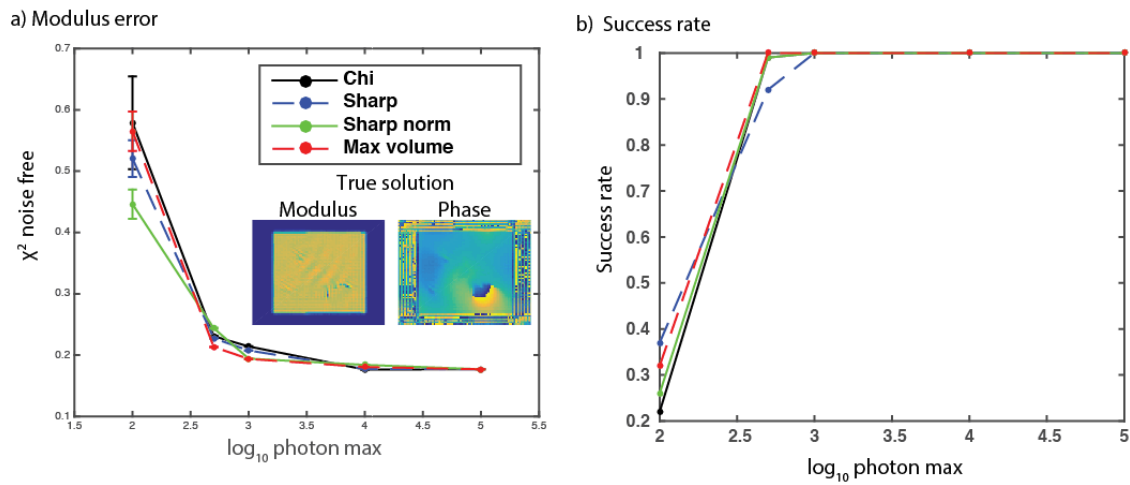 a) Modulus error
0.7
0.6
0.5
0.4
0.3
0.2
0.1
χ² noise free
Chi
Sharp
Sharp norm
Max volume
True solution
Modulus Phase
1.5 2 2.5 3 3.5 4 4.5 5 5.5
log₁₀ photon max
b) Success rate
1
0.9
0.8
0.7
0.6
0.5
0.4
0.3
0.2
Success rate
2 2.5 3 3.5 4 4.5 5
log₁₀ photon max